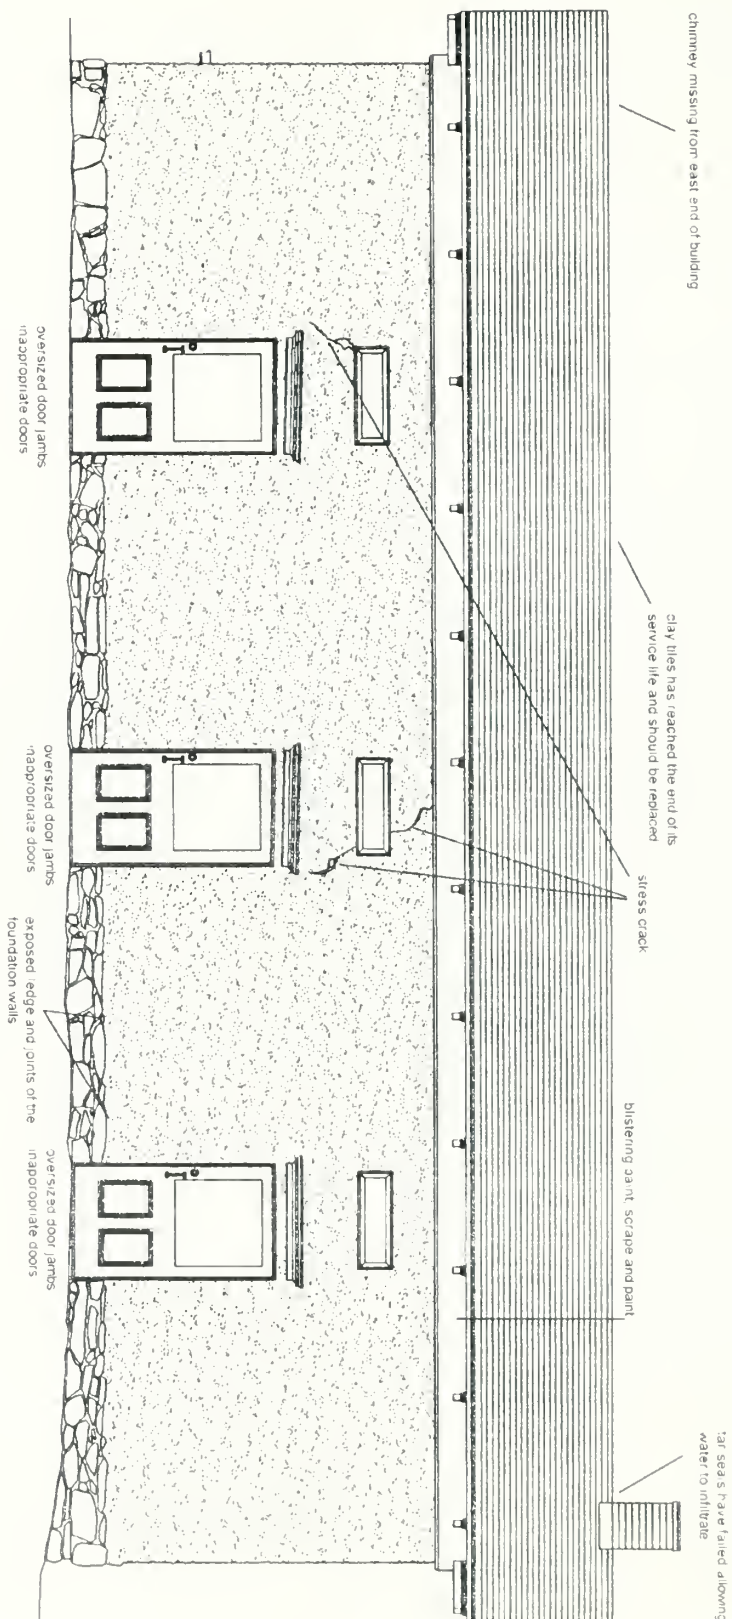 chimney missing from east end of building
clay tiles has reached the end of its
service life and should be replaced
stress crack
blistering paint, scrape and paint
tar seals have failed allowing
water to infiltrate
oversized door jambs
inappropriate doors
oversized door jambs
inappropriate doors
exposed ledge and joints of the
foundation walls
oversized door jambs
inappropriate doors